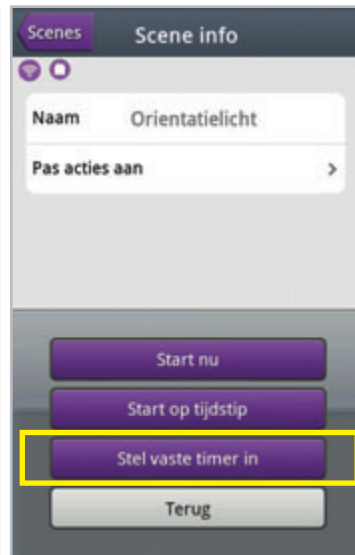 Scenes
Scene info
Naam Orientatielicht
Pas acties aan
Start nu
Start op tijdstip
Stel vaste timer in
Terug